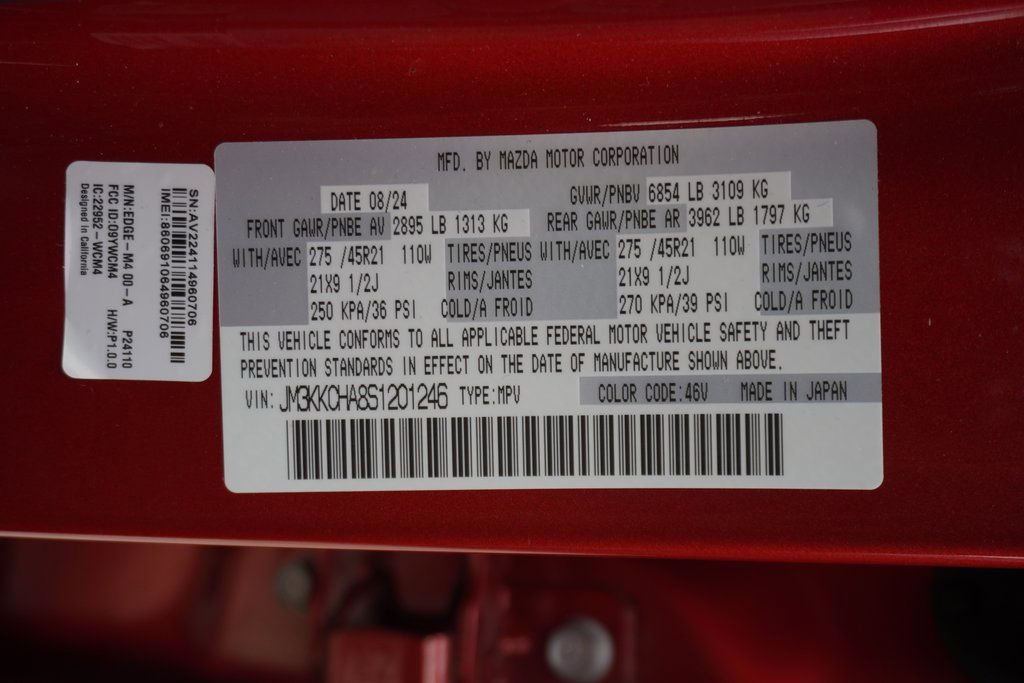 MFD. BY MAZDA MOTOR CORPORATION
DATE 08/24
GVWR/PNBV 6854 LB 3109 KG
FRONT GAWR/PNBE AV 2895 LB 1313 KG
REAR GAWR/PNBE AR 3962 LB 1797 KG
WITH/AVEC 275 /45R21 110W TIRES/PNEUS WITH/AVEC 275 /45R21 110W TIRES/PNEUS
21X9 1/2J RIMS/JANTES 21X9 1/2J RIMS/JANTES
250 KPA/36 PSI COLD/A FROID 270 KPA/39 PSI COLD/A FROID
THIS VEHICLE CONFORMS TO ALL APPLICABLE FEDERAL MOTOR VEHICLE SAFETY AND THEFT
PREVENTION STANDARDS IN EFFECT ON THE DATE OF MANUFACTURE SHOWN ABOVE.
VIN: JM3KKCHA8S1201246 TYPE:MPV COLOR CODE:46V MADE IN JAPAN
SN:AV224114960706
IMEI:860691064960706
M/N:EDGE-M4 00-A P24110
FCC ID:O9YWCM4 H/W:P1.0.0
IC:22952-WCM4
Designed in California